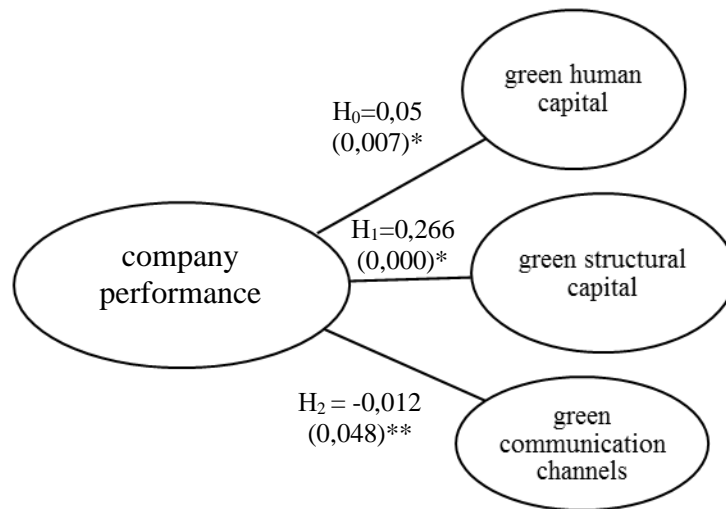 green human
capital
H₀=0,05
(0,007)*
H₁=0,266
(0,000)*
company
performance
green structural
capital
H₂ = -0,012
(0,048)**
green
communication
channels